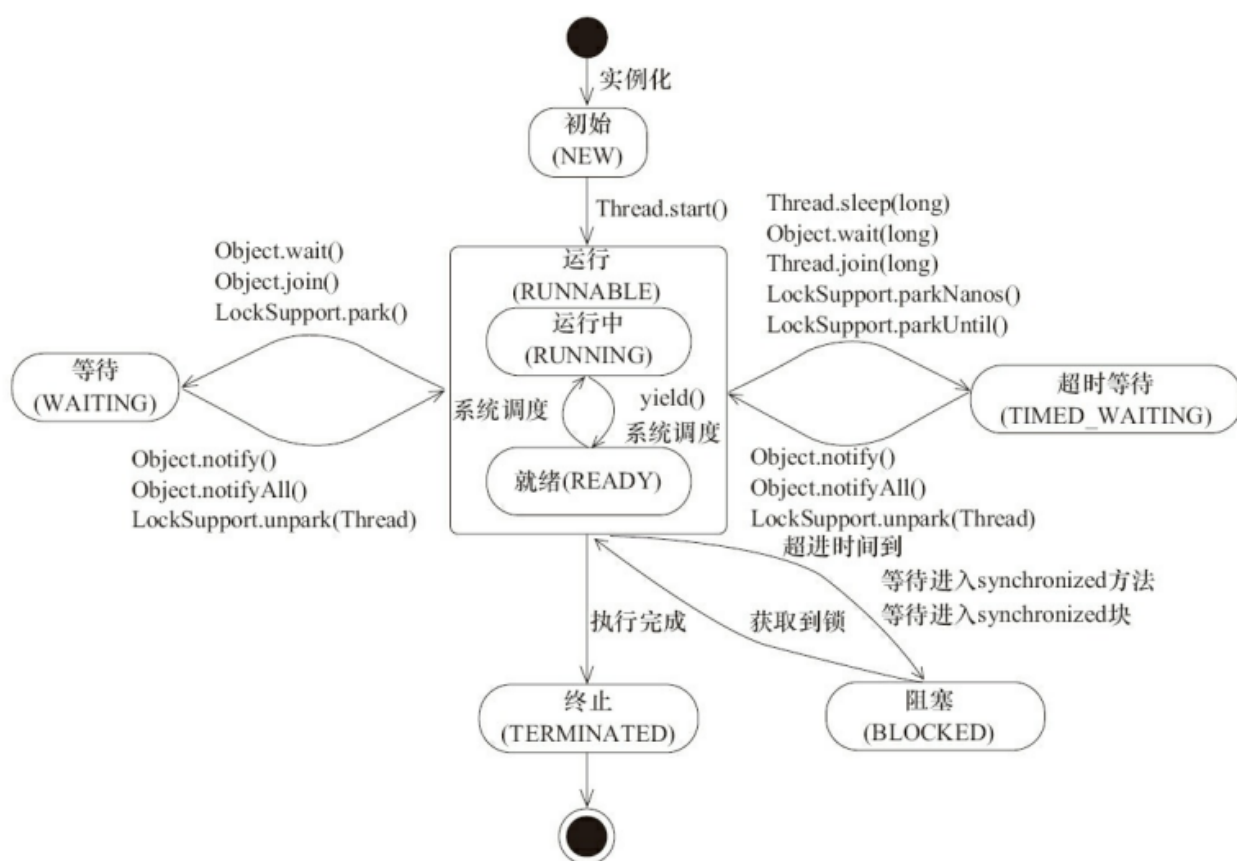 实例化
初始
(NEW)
Thread.start()
Thread.sleep(long)
Object.wait(long)
Thread.join(long)
LockSupport.parkNanos()
LockSupport.parkUntil()
Object.wait()
Object.join()
LockSupport.park()
运行
(RUNNABLE)
运行中
(RUNNING)
等待
(WAITING)
超时等待
(TIMED_WAITING)
系统调度
yield()
系统调度
就绪(READY)
Object.notify()
Object.notifyAll()
LockSupport.unpark(Thread)
Object.notify()
Object.notifyAll()
LockSupport.unpark(Thread)
超进时间到
等待进入synchronized方法
等待进入synchronized块
执行完成
获取到锁
终止
(TERMINATED)
阻塞
(BLOCKED)